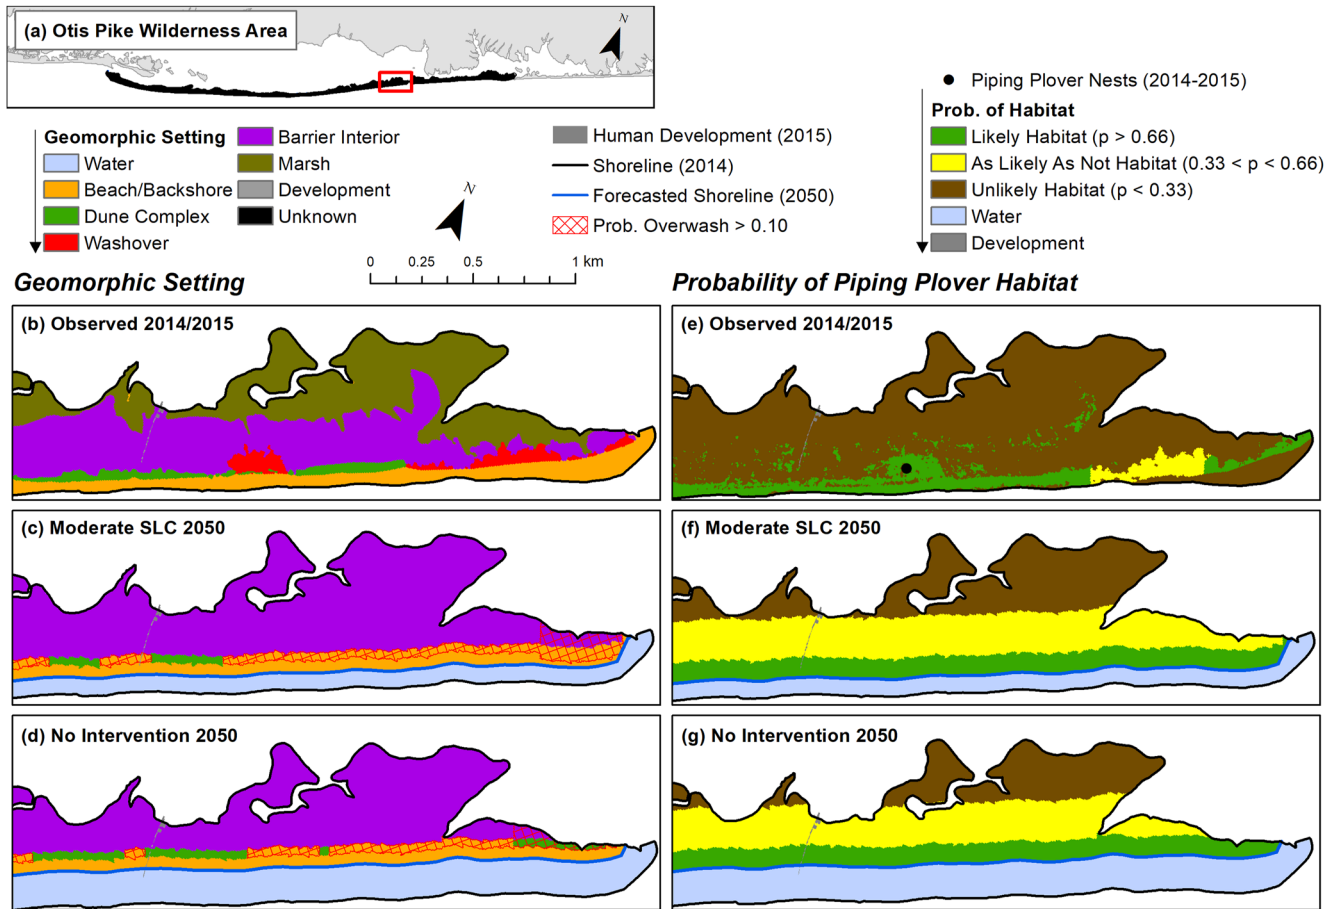 (a) Otis Pike Wilderness Area
N
Geomorphic Setting
Water
Beach/Backshore
Dune Complex
Washover
Barrier Interior
Marsh
Development
Unknown
N
Human Development (2015)
Shoreline (2014)
Forecasted Shoreline (2050)
Prob. Overwash > 0.10
0 0.25 0.5 1 km
Piping Plover Nests (2014-2015)
Prob. of Habitat
Likely Habitat (p > 0.66)
As Likely As Not Habitat (0.33 < p < 0.66)
Unlikely Habitat (p < 0.33)
Water
Development
Geomorphic Setting
Probability of Piping Plover Habitat
(b) Observed 2014/2015
(e) Observed 2014/2015
(c) Moderate SLC 2050
(f) Moderate SLC 2050
(d) No Intervention 2050
(g) No Intervention 2050